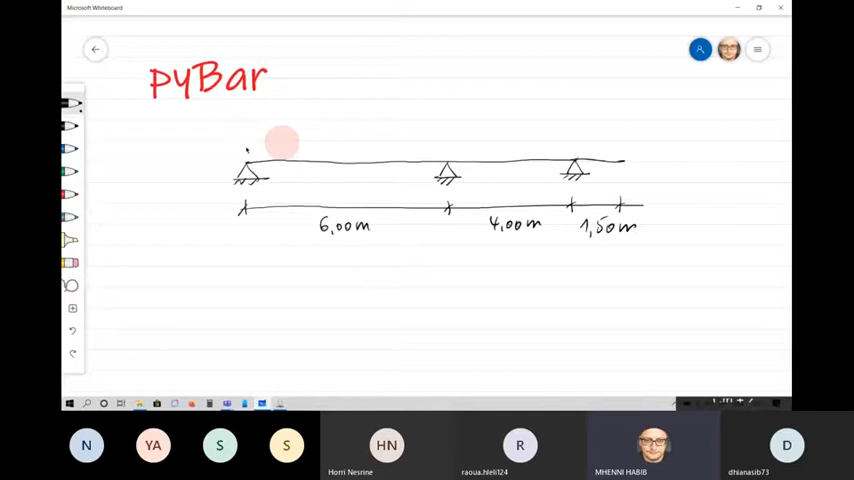 Microsoft Whiteboard
pyBar
6,00m
4,00m
1,50m
N
YA
S
S
HN
R
D
Horri Nesrine
raoua.hleli124
MHENNI HABIB
dhianasib73